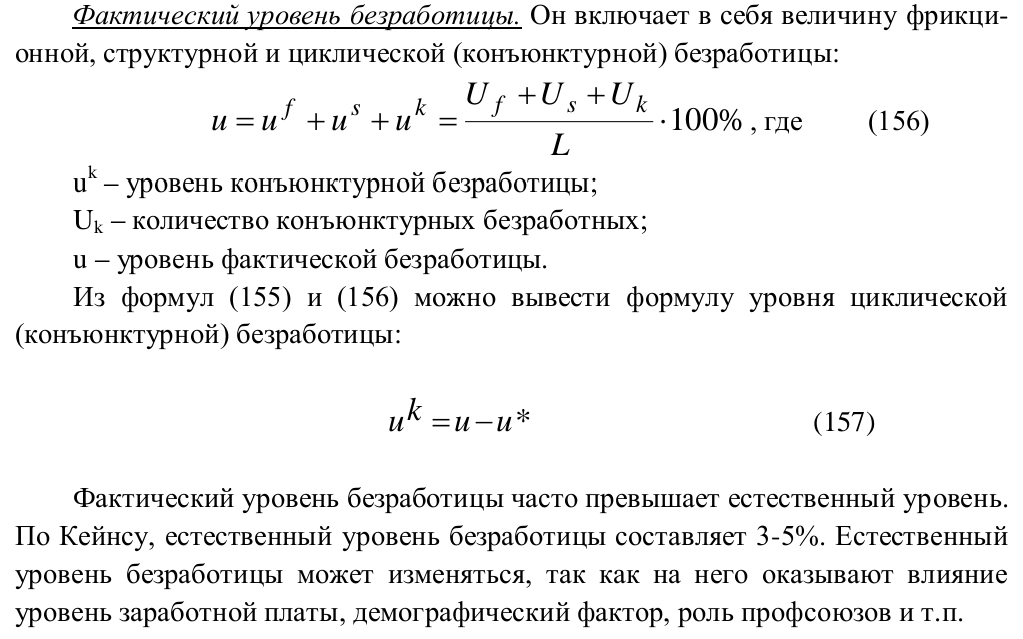 Фактический уровень безработицы. Он включает в себя величину фрикци-
онной, структурной и циклической (конъюнктурной) безработицы:
u = u^f + u^s + u^k = \frac{U_f + U_s + U_k}{L} · 100% , где (156)
u^k – уровень конъюнктурной безработицы;
U_k – количество конъюнктурных безработных;
u – уровень фактической безработицы.
Из формул (155) и (156) можно вывести формулу уровня циклической
(конъюнктурной) безработицы:
u^k = u – u* (157)
Фактический уровень безработицы часто превышает естественный уровень.
По Кейнсу, естественный уровень безработицы составляет 3-5%. Естественный
уровень безработицы может изменяться, так как на него оказывают влияние
уровень заработной платы, демографический фактор, роль профсоюзов и т.п.